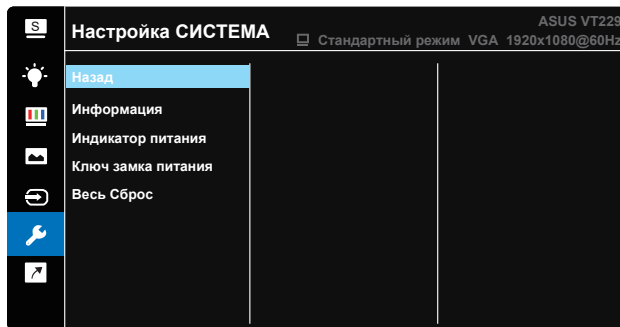 S
Настройка СИСТЕМА
ASUS VT229
Стандартный режим VGA 1920x1080@60Hz
Назад
Информация
Индикатор питания
Ключ замка питания
Весь Сброс